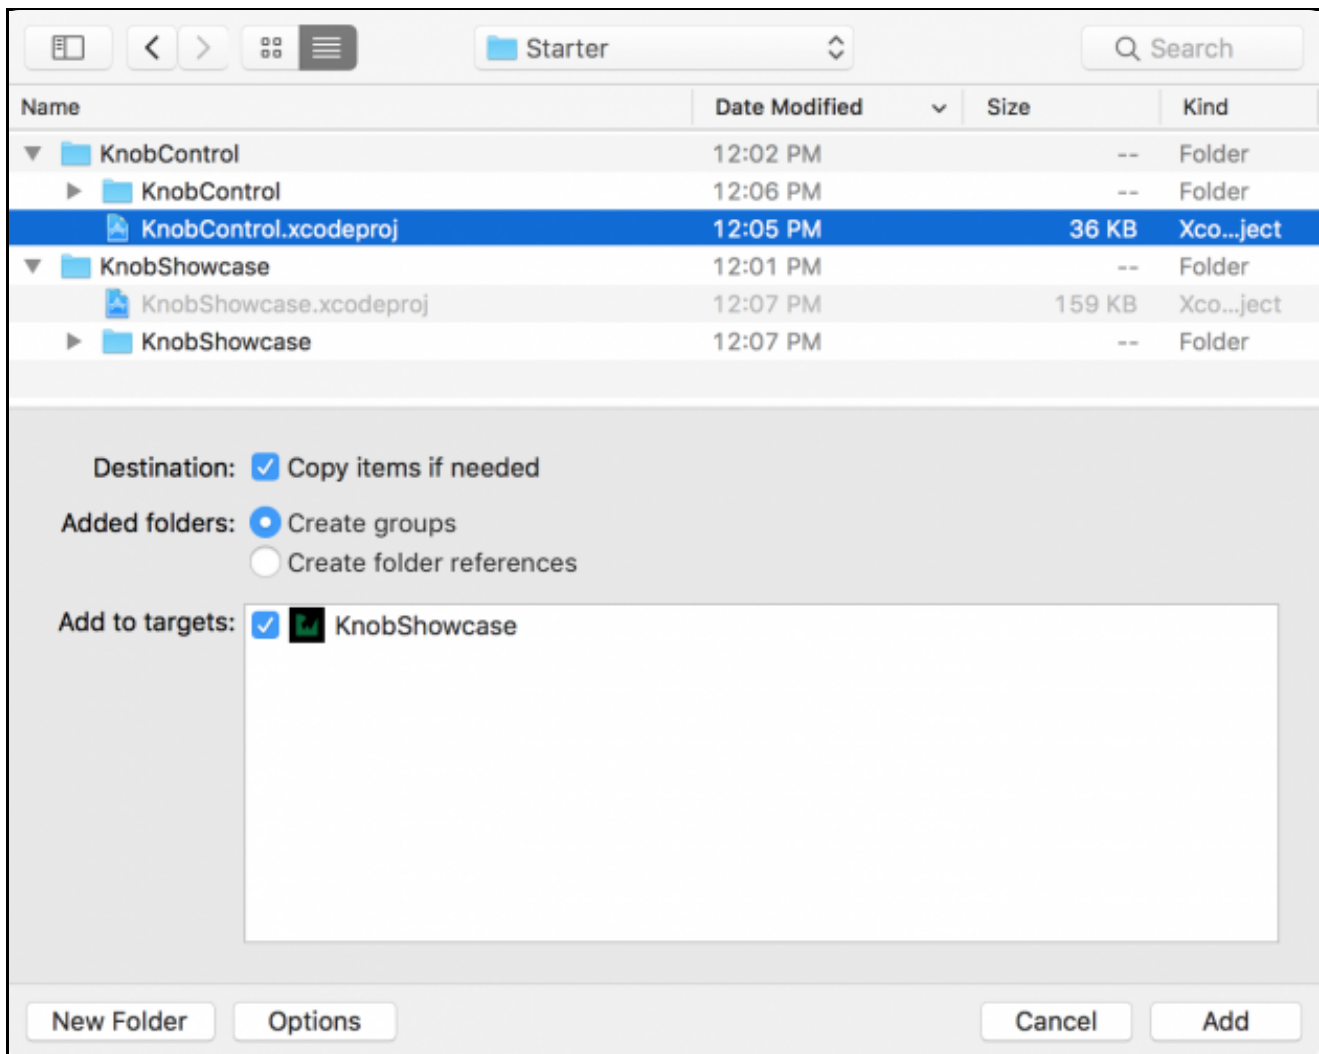 Starter
Search
Name Date Modified Size Kind
KnobControl 12:02 PM -- Folder
KnobControl 12:06 PM -- Folder
KnobControl.xcodeproj 12:05 PM 36 KB Xco...ject
KnobShowcase 12:01 PM -- Folder
KnobShowcase.xcodeproj 12:07 PM 159 KB Xco...ject
KnobShowcase 12:07 PM -- Folder
Destination: Copy items if needed
Added folders: Create groups
Create folder references
Add to targets: KnobShowcase
New Folder Options Cancel Add